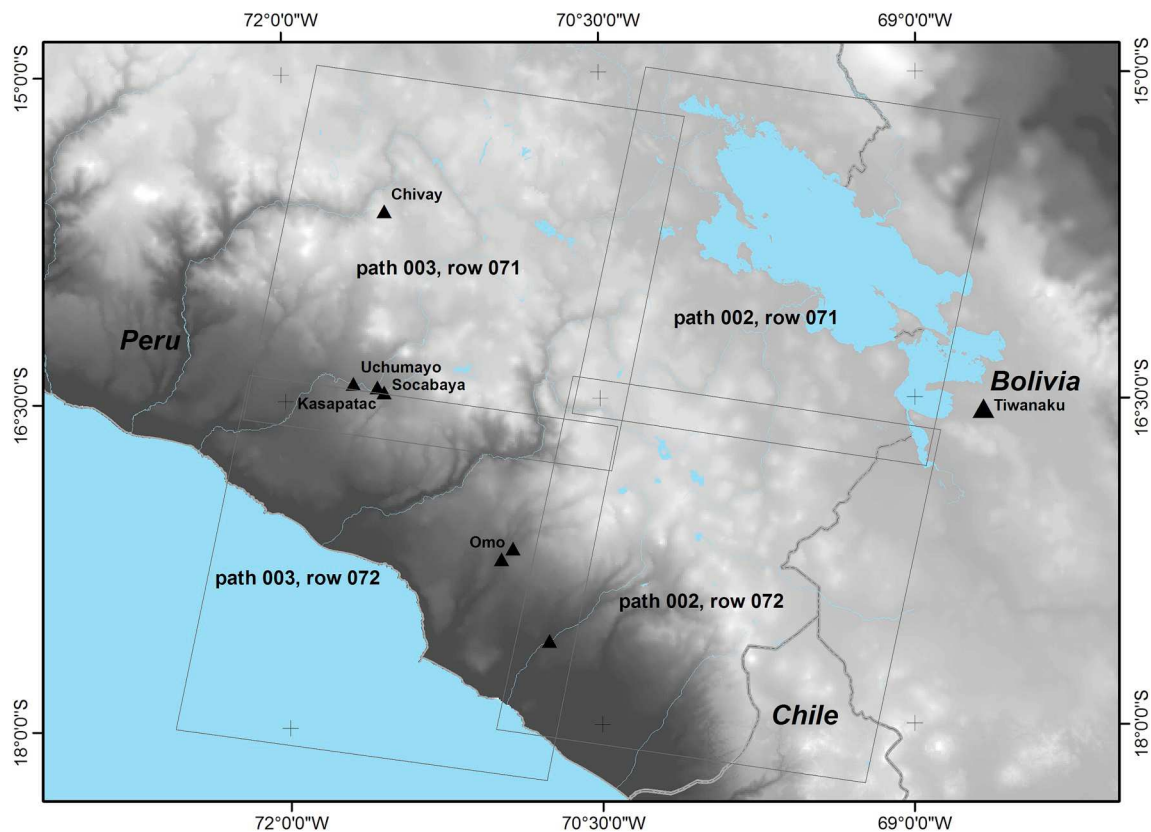 72°0'0"W
70°30'0"W
69°0'0"W
15°0'0"S
15°0'0"S
Chivay
path 003, row 071
path 002, row 071
Peru
Uchumayo
Socabaya
Kasapatac
Bolivia
Tiwanaku
16°30'0"S
16°30'0"S
Omo
path 003, row 072
path 002, row 072
Chile
18°0'0"S
18°0'0"S
72°0'0"W
70°30'0"W
69°0'0"W